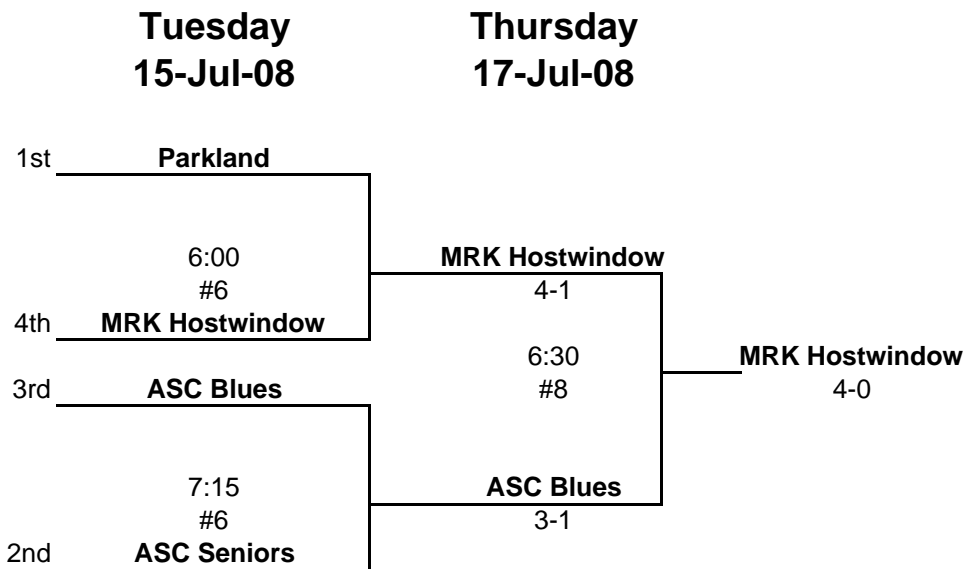 Tuesday Thursday
15-Jul-08 17-Jul-08
1st Parkland
6:00 MRK Hostwindow
#6 4-1
4th MRK Hostwindow
6:30 MRK Hostwindow
3rd ASC Blues #8 4-0
7:15 ASC Blues
#6 3-1
2nd ASC Seniors